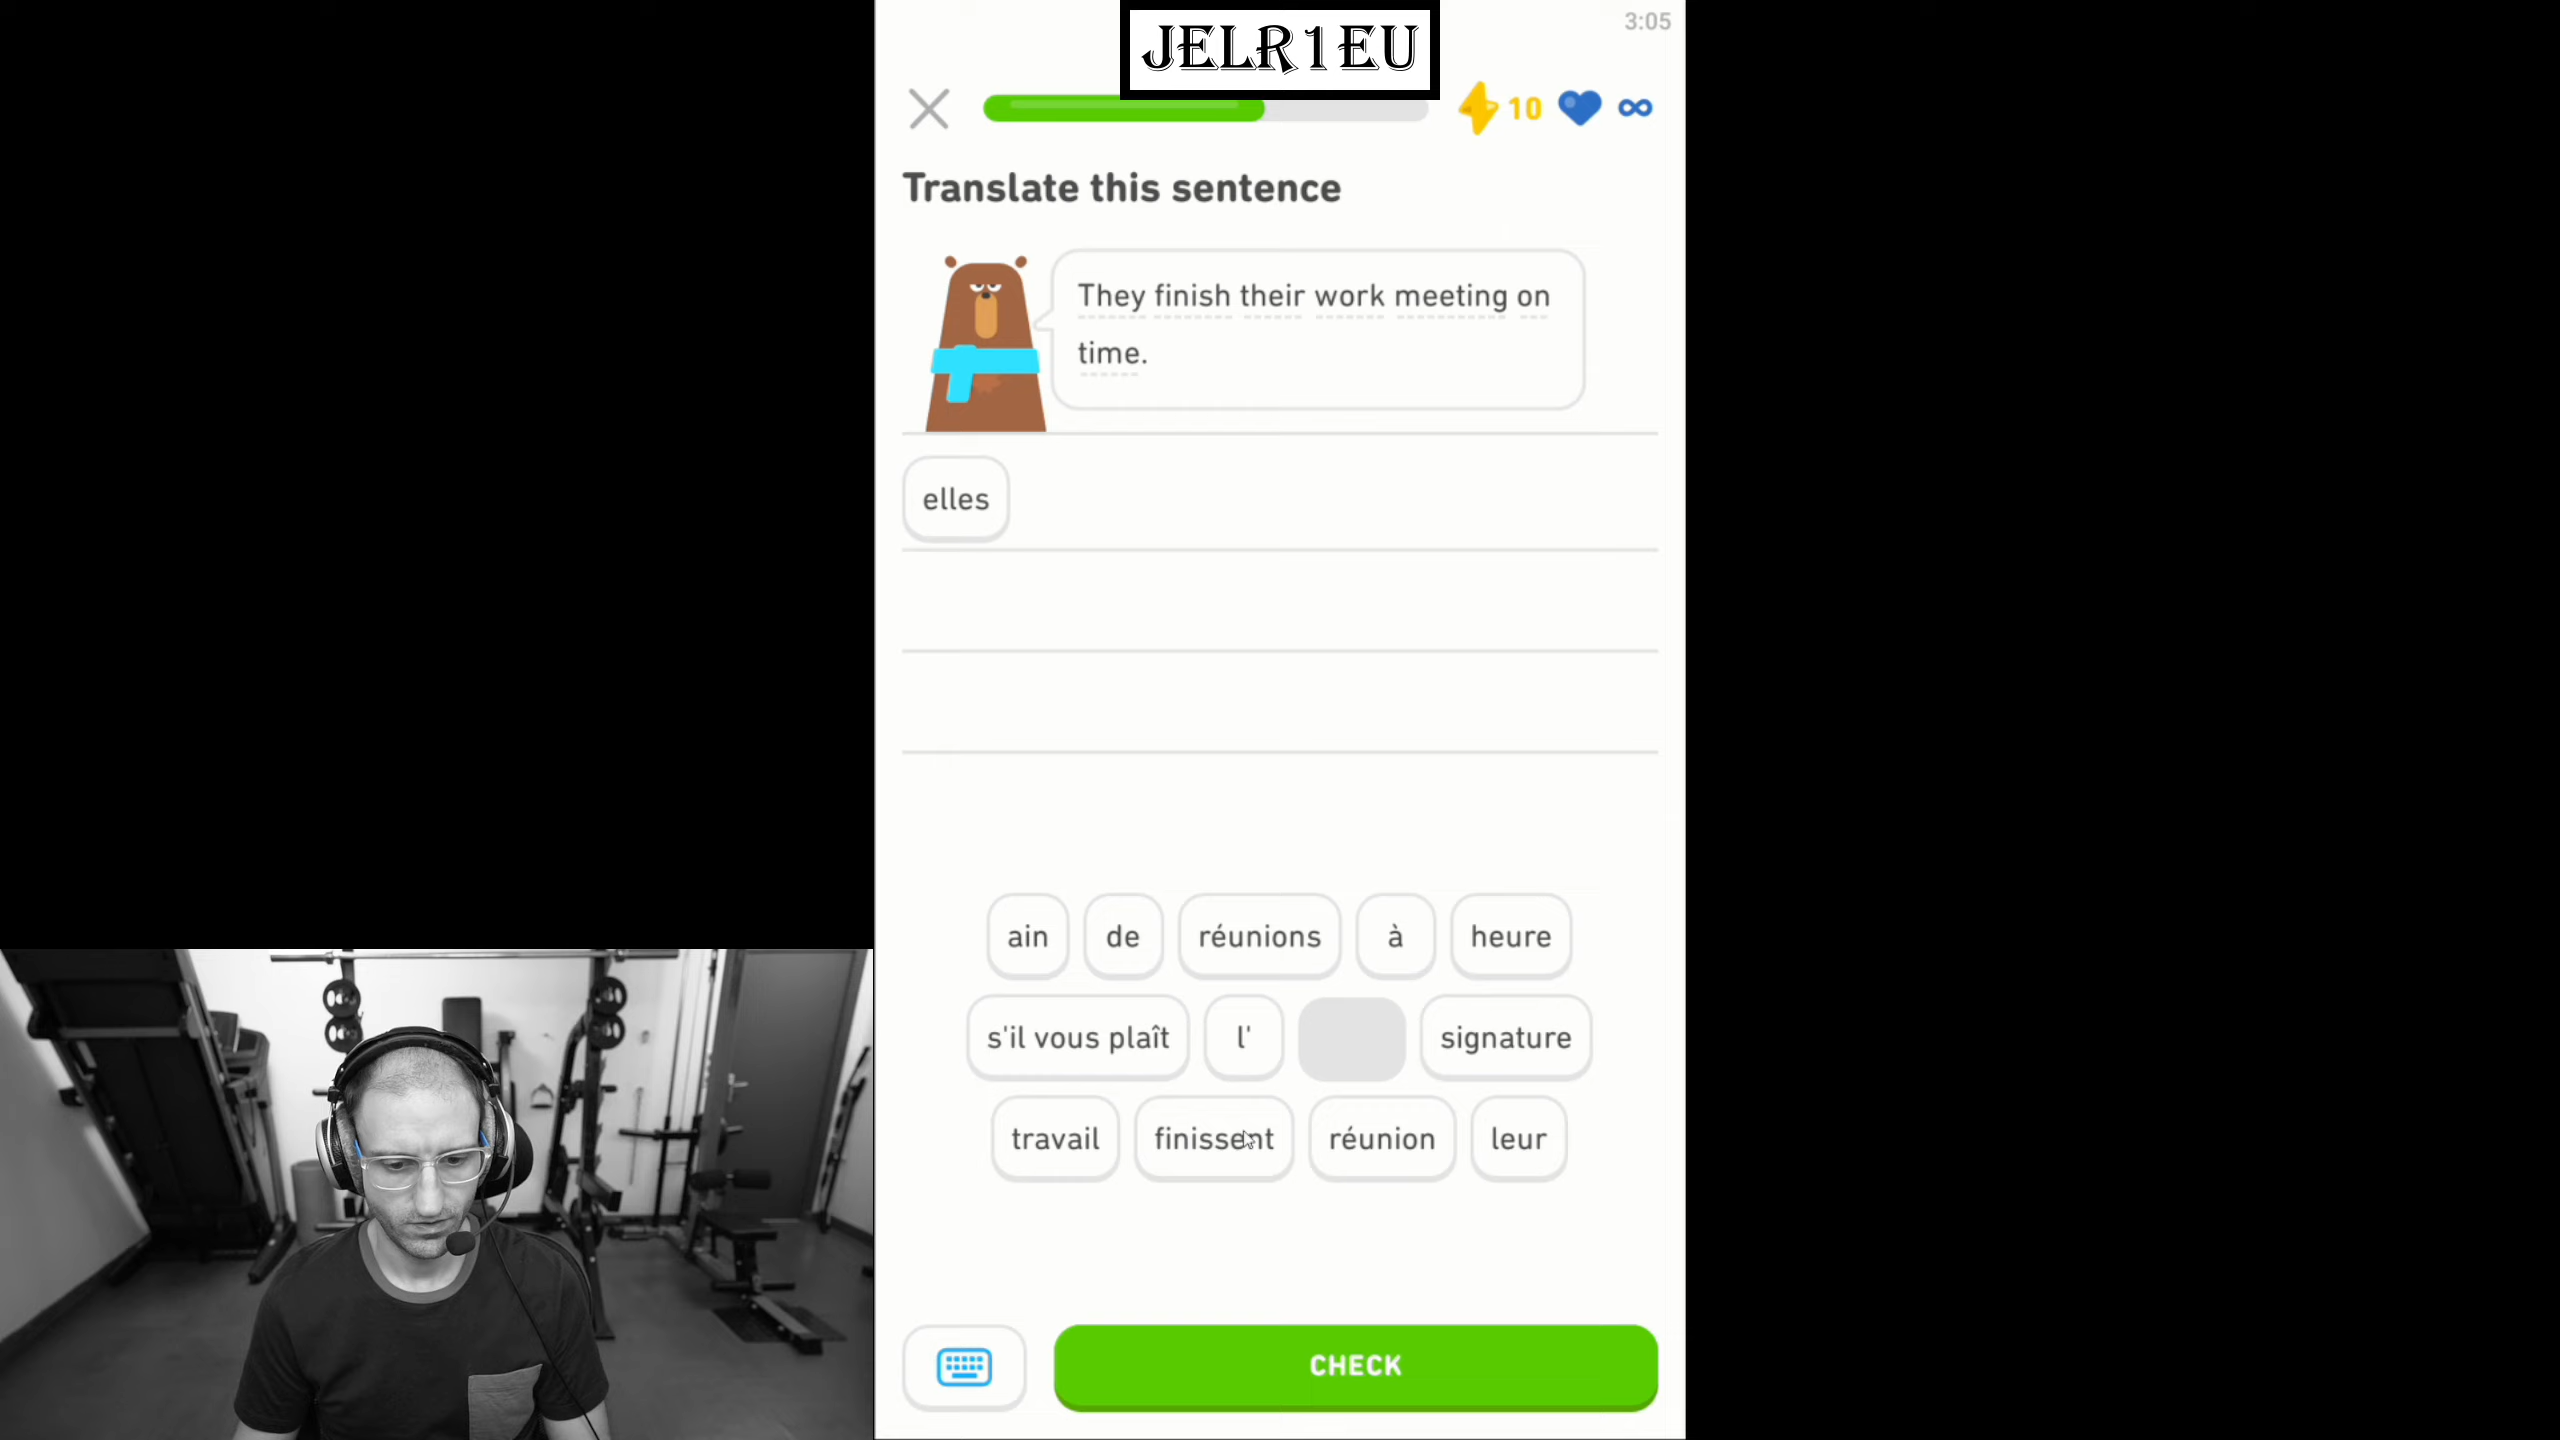 JELR1EU
3:05
10 ∞
Translate this sentence
They finish their work meeting on
time.
elles
ain de réunions à heure
s'il vous plaît l' signature
travail finissent réunion leur
CHECK